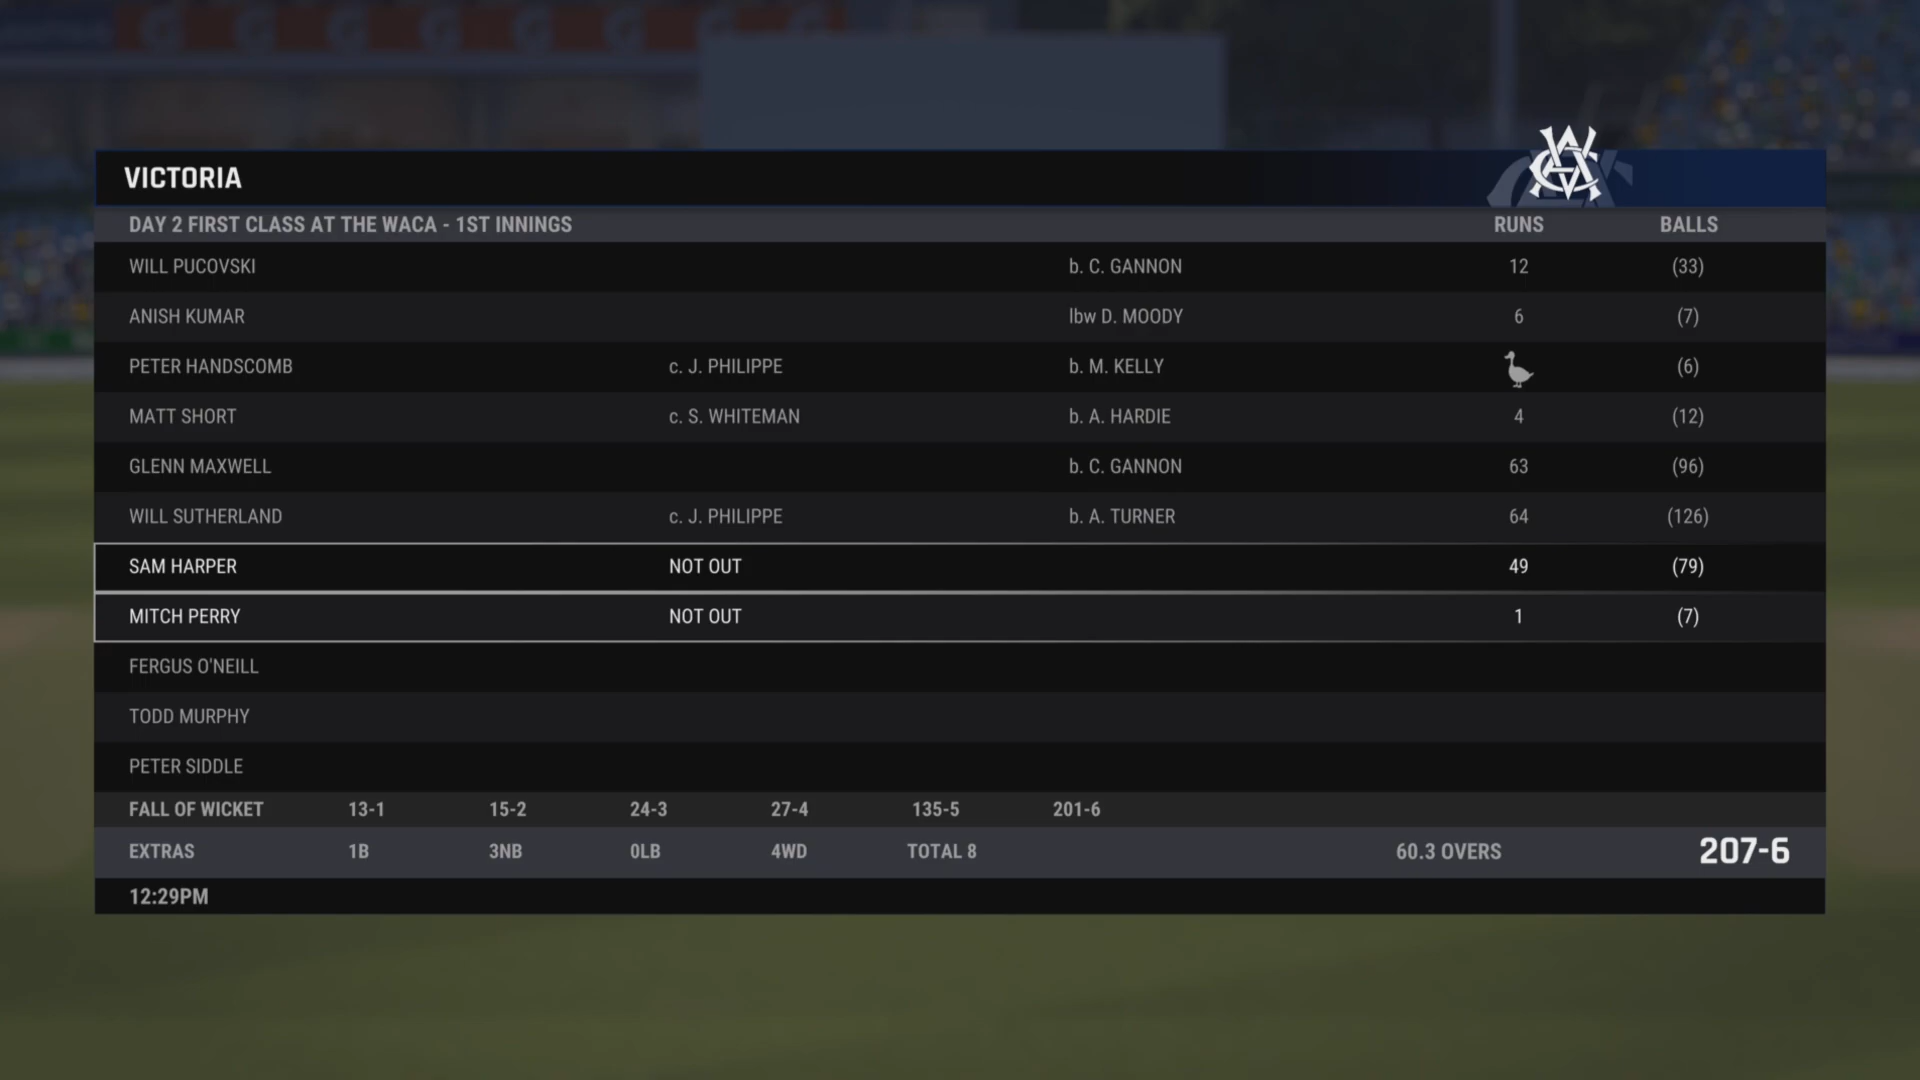 VICTORIA
DAY 2 FIRST CLASS AT THE WACA - 1ST INNINGS RUNS BALLS
WILL PUCOVSKI b. C. GANNON 12 (33)
ANISH KUMAR lbw D. MOODY 6 (7)
PETER HANDSCOMB c. J. PHILIPPE b. M. KELLY (6)
MATT SHORT c. S. WHITEMAN b. A. HARDIE 4 (12)
GLENN MAXWELL b. C. GANNON 63 (96)
WILL SUTHERLAND c. J. PHILIPPE b. A. TURNER 64 (126)
SAM HARPER NOT OUT 49 (79)
MITCH PERRY NOT OUT 1 (7)
FERGUS O'NEILL
TODD MURPHY
PETER SIDDLE
FALL OF WICKET 13-1 15-2 24-3 27-4 135-5 201-6
EXTRAS 1B 3NB 0LB 4WD TOTAL 8 60.3 OVERS 207-6
12:29PM